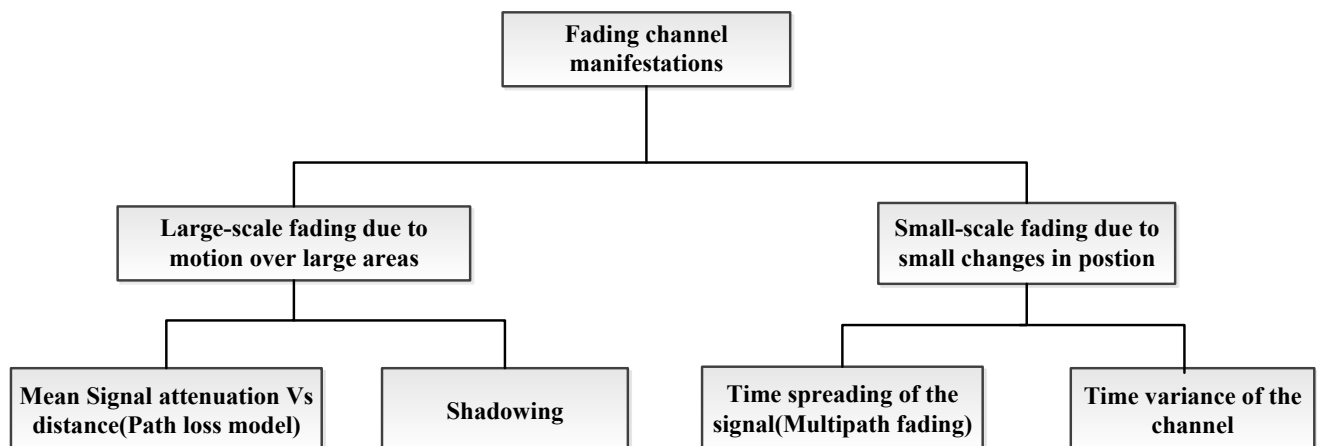 Fading channel
manifestations
Large-scale fading due to
motion over large areas
Small-scale fading due to
small changes in postion
Mean Signal attenuation Vs
distance(Path loss model)
Shadowing
Time spreading of the
signal(Multipath fading)
Time variance of the
channel